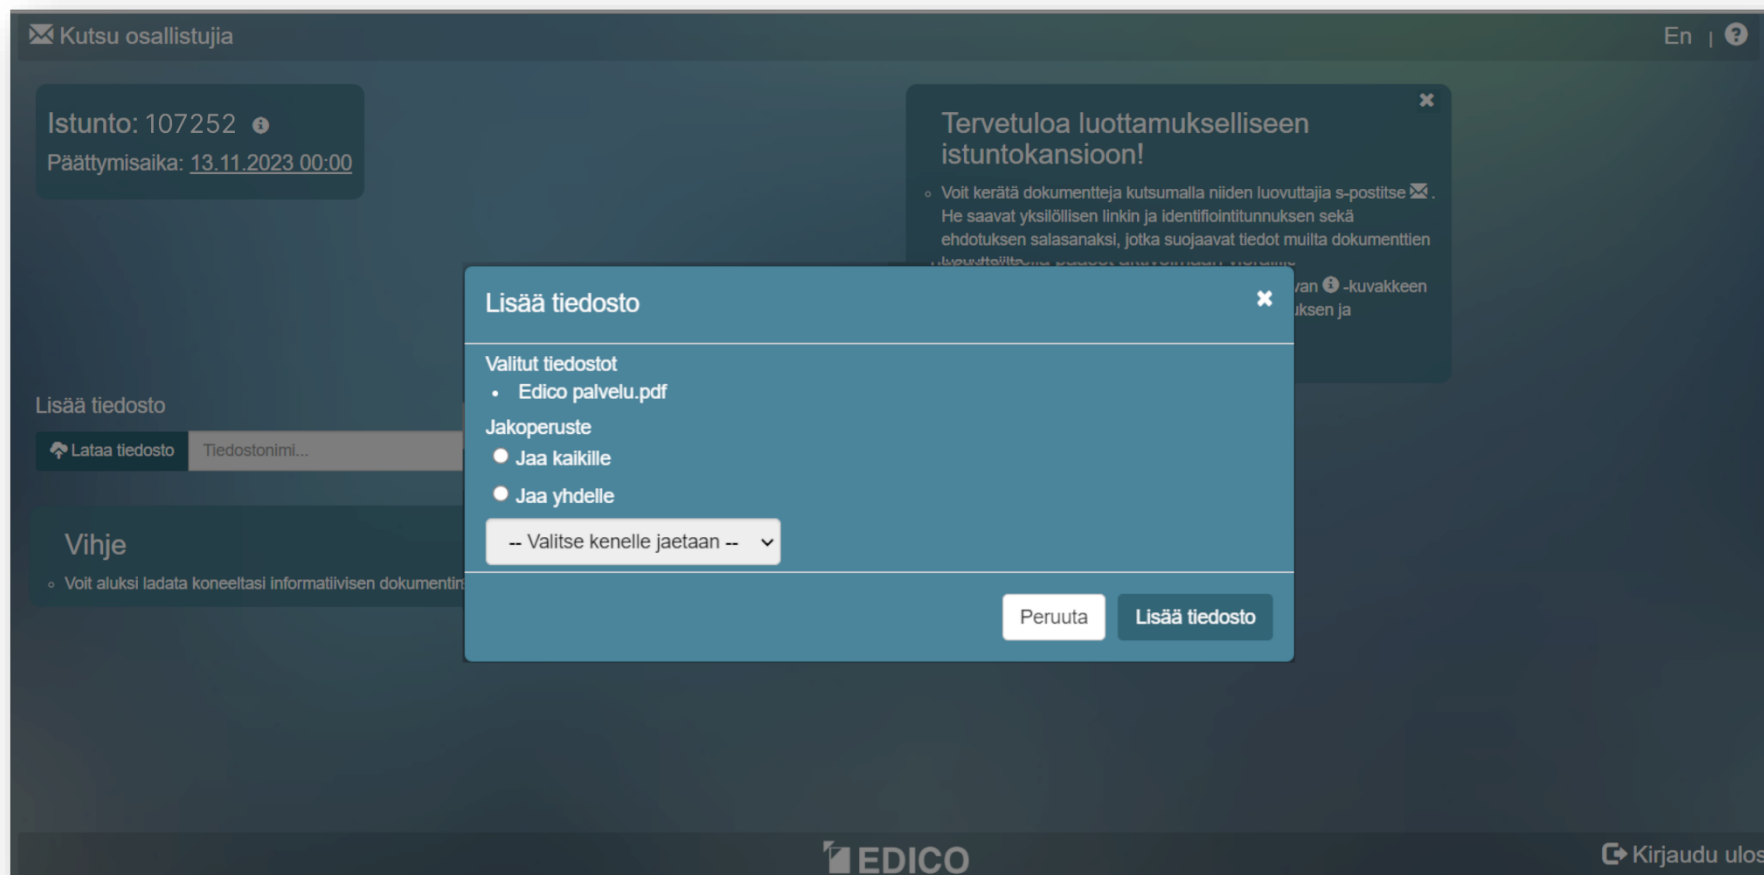 Kutsu osallistujia
En | ?
Istunto: 107252
Päättymisaika: 13.11.2023 00:00
Tervetuloa luottamukselliseen
istuntokansioon!
Voit kerätä dokumentteja kutsumalla niiden luovuttajia s-postitse .
He saavat yksilöllisen linkin ja identifiointitunnuksen sekä
ehdotuksen salasanaksi, jotka suojaavat tiedot muilta dokumenttien
-kuvakkeen
Lisää tiedosto
Lataa tiedosto Tiedostonimi...
Vihje
Voit aluksi ladata koneeltasi informatiivisen
Lisää tiedosto
Valitut tiedostot
• Edico palvelu.pdf
Jakoperuste
Jaa kaikille
Jaa yhdelle
-- Valitse kenelle jaetaan --
Peruuta Lisää tiedosto
EDICO
Kirjaudu ulos